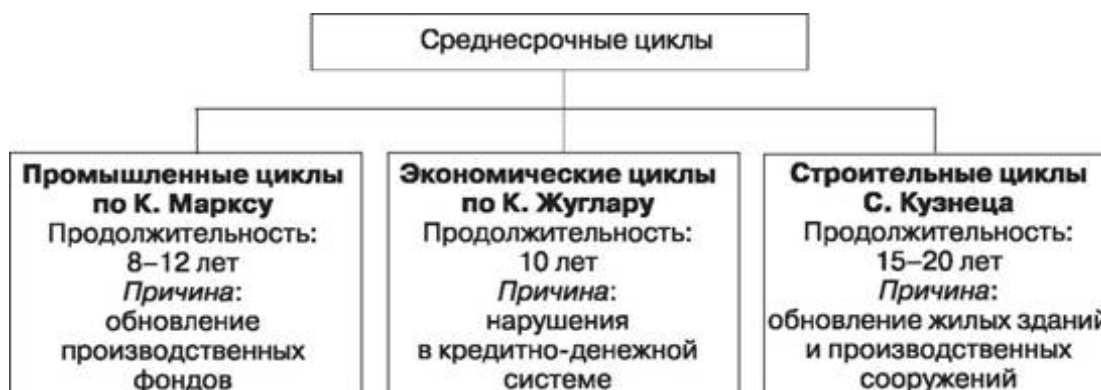 Среднесрочные циклы
Промышленные циклы
по К. Марксу
Продолжительность:
8–12 лет
Причина:
обновление
производственных
фондов
Экономические циклы
по К. Жуглару
Продолжительность:
10 лет
Причина:
нарушения
в кредитно-денежной
системе
Строительные циклы
С. Кузнеца
Продолжительность:
15–20 лет
Причина:
обновление жилых зданий
и производственных
сооружений